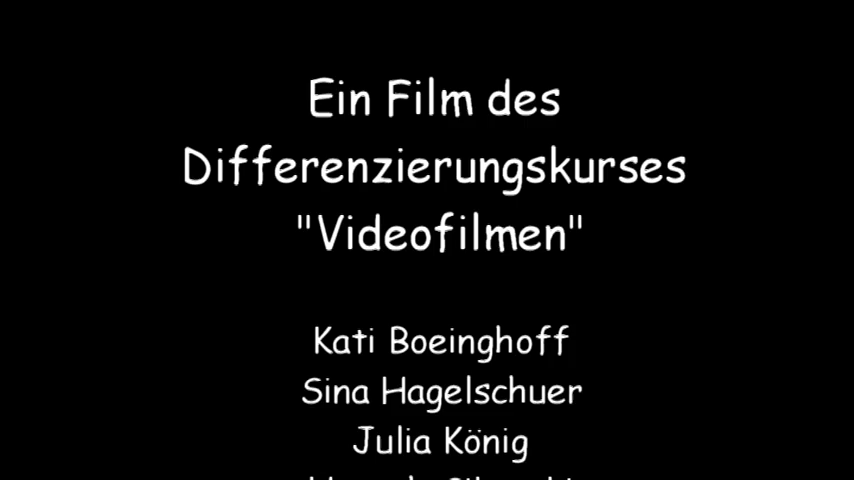 Ein Film des
Differenzierungskurses
"Videofilmen"
Kati Boeinghoff
Sina Hagelschuer
Julia König